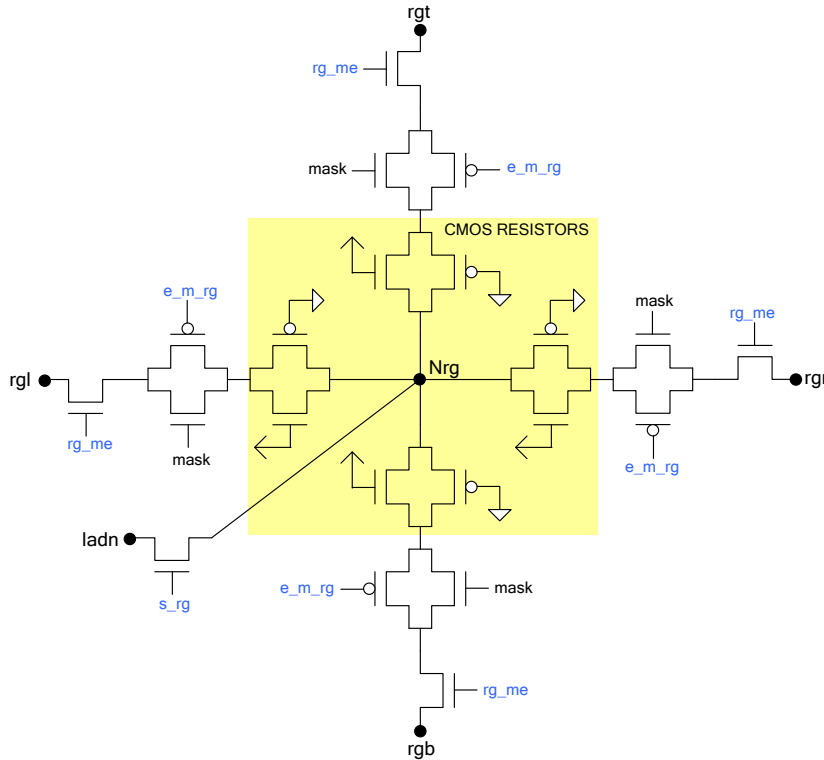 rgt
rg_me
mask
e_m_rg
CMOS RESISTORS
e_m_rg
mask
rg_me
rgl
Nrg
rgr
rg_me
mask
e_m_rg
ladn
s_rg
e_m_rg
mask
rg_me
rgb